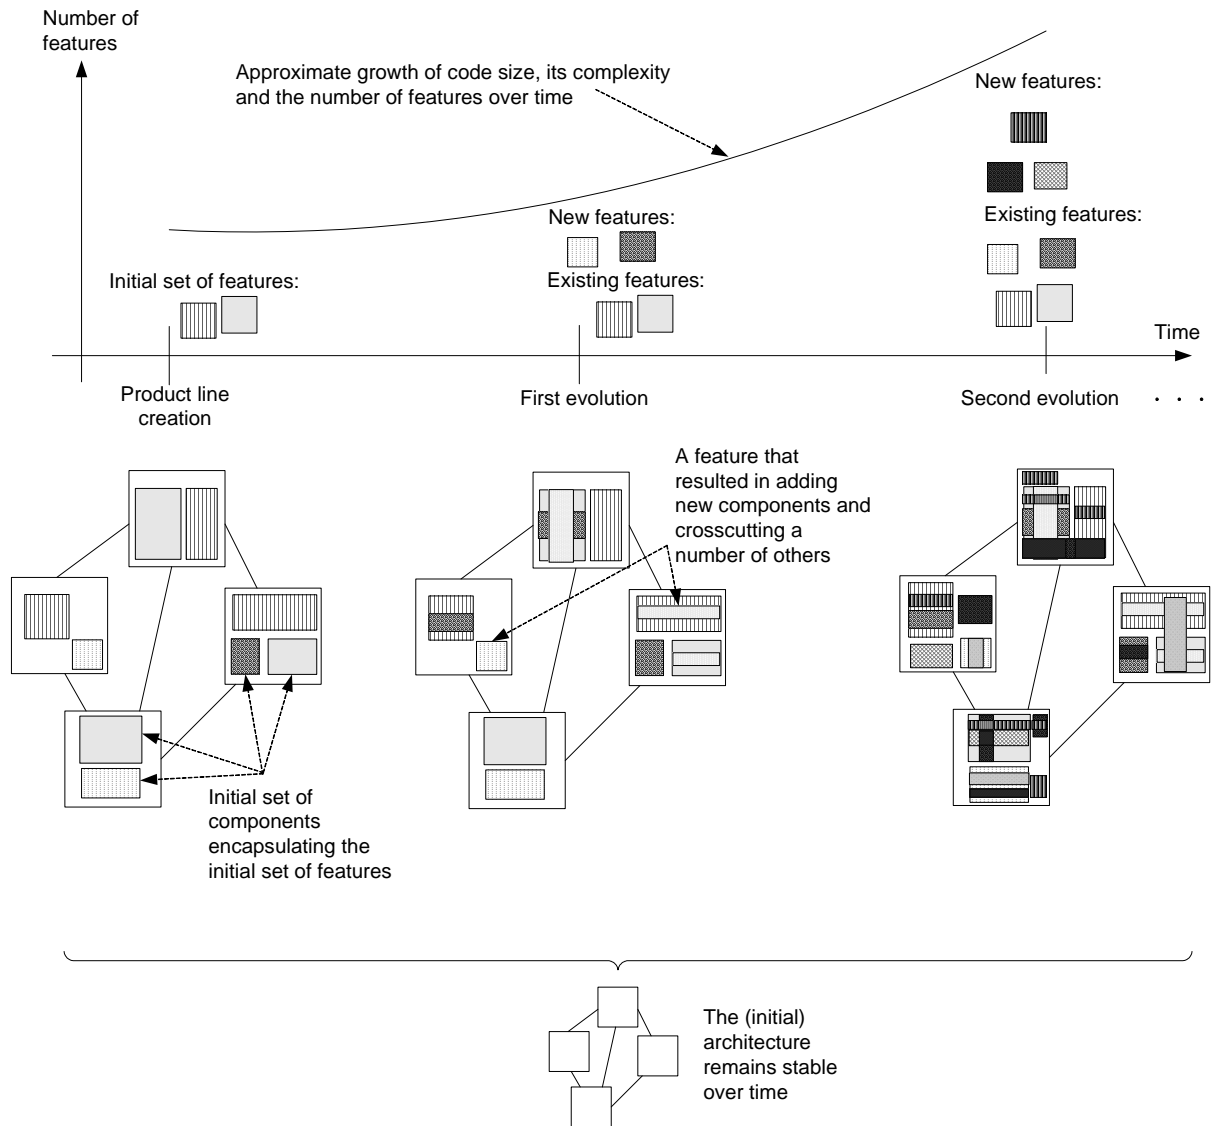 Number of
features
Approximate growth of code size, its complexity
and the number of features over time
New features:
New features:
Existing features:
Initial set of features:
Existing features:
Time
Product line
creation
First evolution
Second evolution
. . .
A feature that
resulted in adding
new components and
crosscutting a
number of others
Initial set of
components
encapsulating the
initial set of features
The (initial)
architecture
remains stable
over time